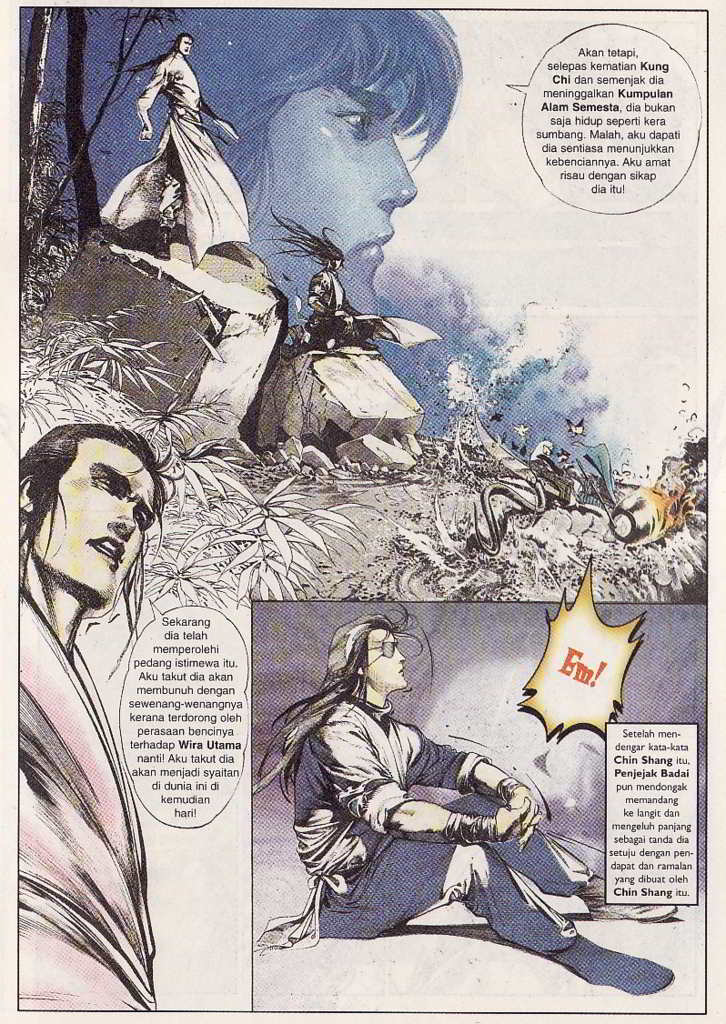 Akan tetapi,
selepas kematian Kung
Chi dan semenjak dia
meninggalkan Kumpulan
Alam Semesta, dia bukan
saja hidup seperti kera
sumbang. Malah, aku dapati
dia sentiasa menunjukkan
kebenciannya. Aku amat
risau dengan sikap
dia itu!
Sekarang
dia telah
memperolehi
pedang istimewa itu.
Aku takut dia akan
membunuh dengan
sewenang-wenangnya
kerana terdorong oleh
perasaan bencinya
terhadap Wira Utama
nanti! Aku takut dia
akan menjadi syaitan
di dunia ini di
kemudian
hari!
Em!
Setelah men-
dengar kata-kata
Chin Shang itu,
Penjejak Badai
pun mendongak
memandang
ke langit dan
mengeluh panjang
sebagai tanda dia
setuju dengan pen-
dapat dan ramalan
yang dibuat oleh
Chin Shang itu.